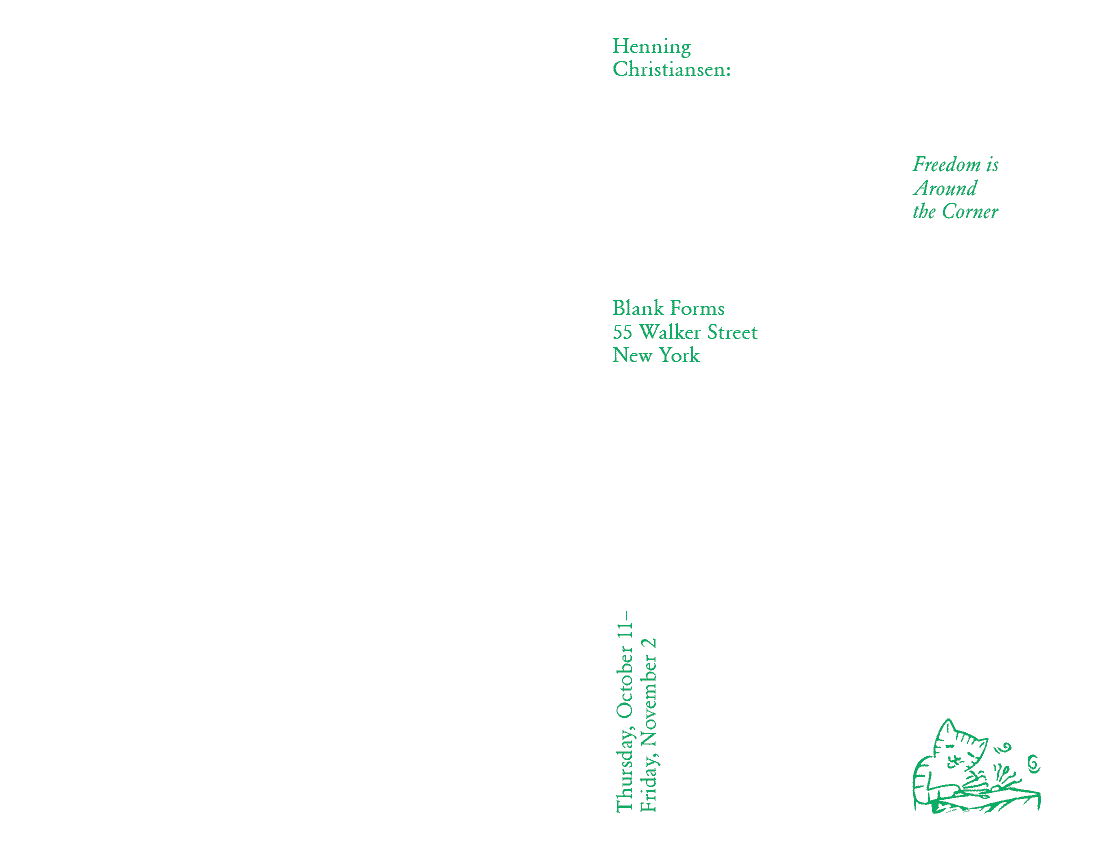 Henning
Christiansen:
Freedom is
Around
the Corner
Blank Forms
55 Walker Street
New York
Thursday, October 11–
Friday, November 2